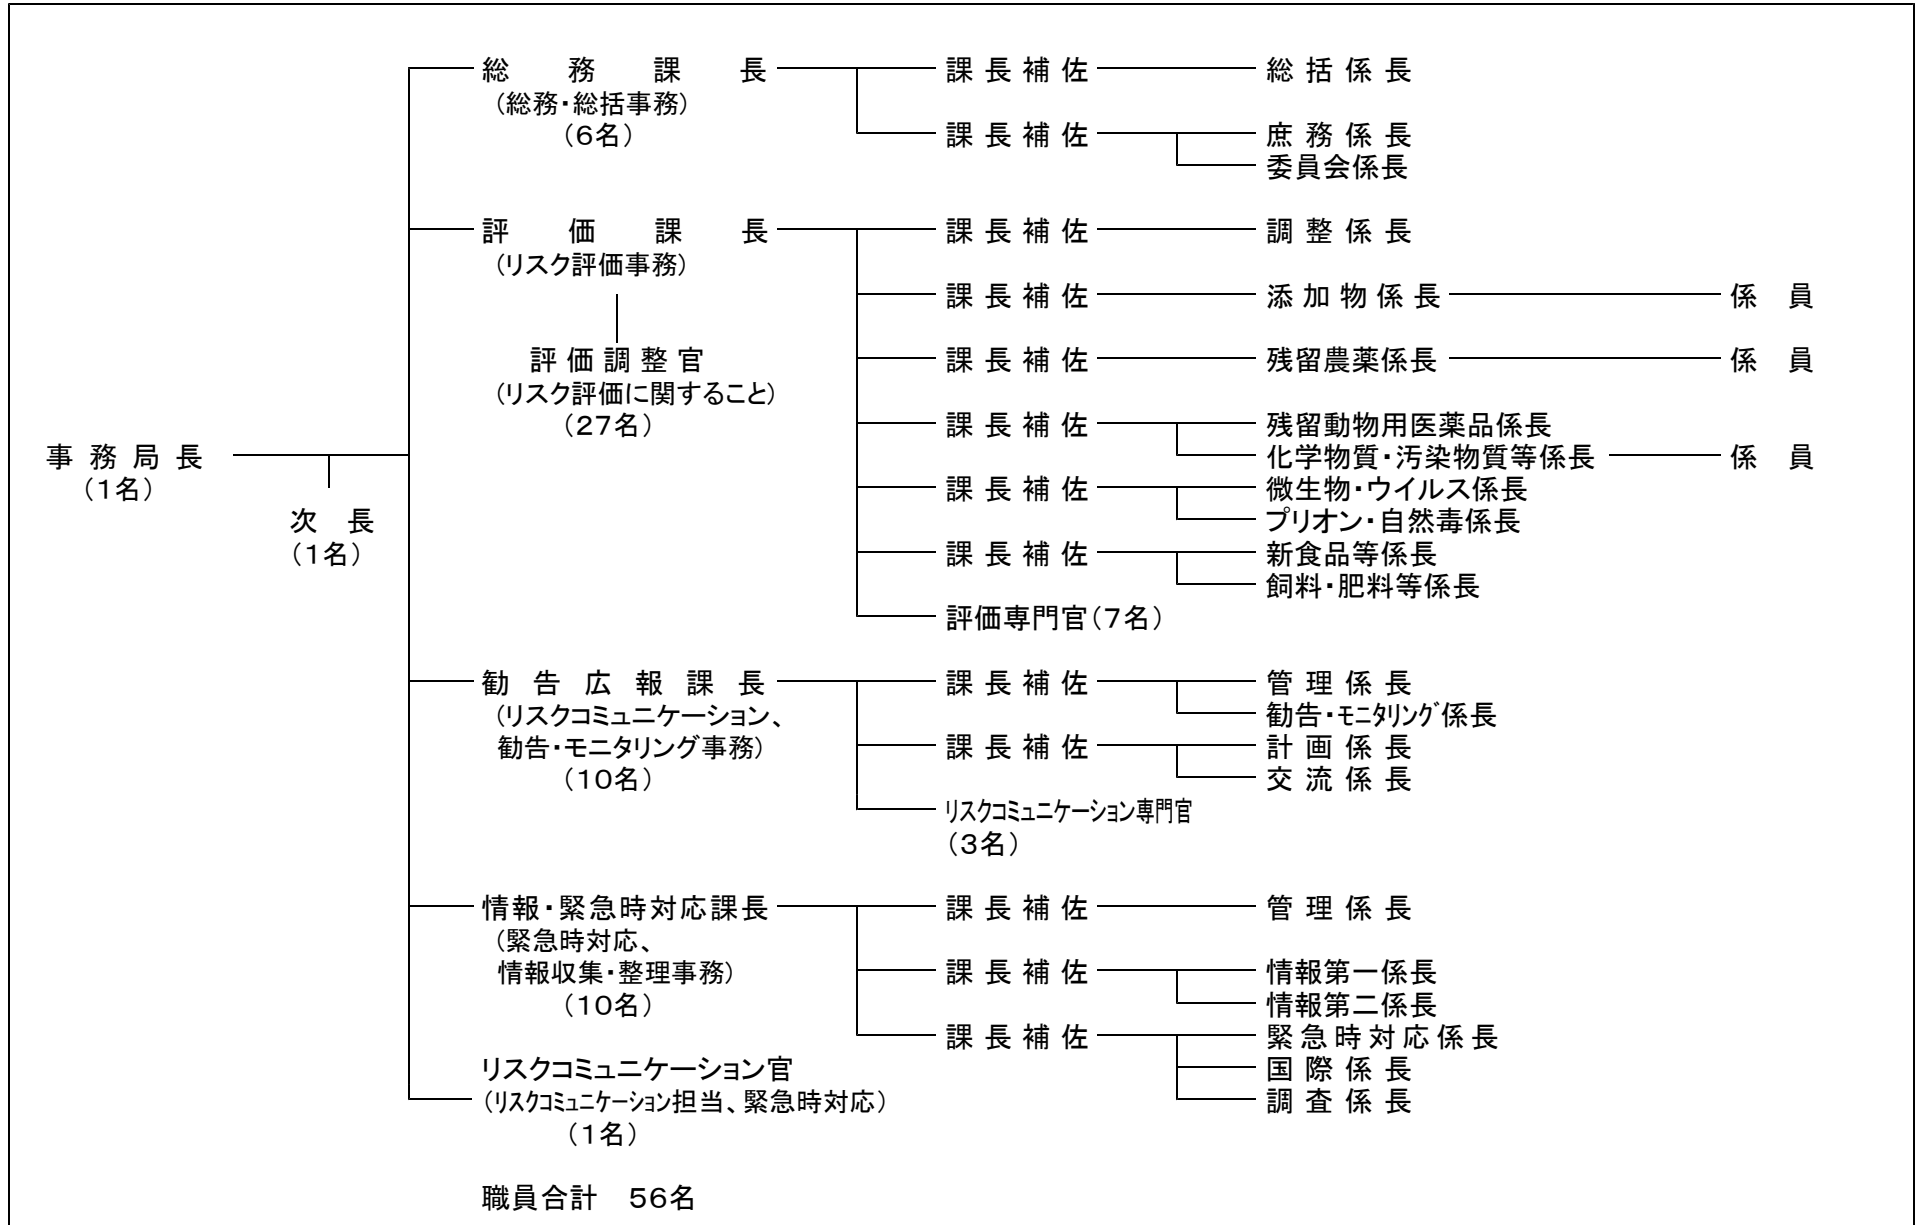 総務課長 課長補佐 総括係長
（総務・総括事務）
（6名） 課長補佐 庶務係長
委員会係長
評価課長 課長補佐 調整係長
（リスク評価事務）
課長補佐 添加物係長 係員
評価調整官 課長補佐 残留農薬係長 係員
（リスク評価に関すること）
（27名） 課長補佐 残留動物用医薬品係長
事務局長 化学物質・汚染物質等係長 係員
（1名） 課長補佐 微生物・ウイルス係長
次長 プリオン・自然毒係長
（1名） 課長補佐 新食品等係長
飼料・肥料等係長
評価専門官（7名）
勧告広報課長 課長補佐 管理係長
（リスクコミュニケーション、 勧告・モニタリング係長
勧告・モニタリング事務） 課長補佐 計画係長
（10名） 交流係長
リスクコミュニケーション専門官
（3名）
情報・緊急時対応課長 課長補佐 管理係長
（緊急時対応、
情報収集・整理事務） 課長補佐 情報第一係長
（10名） 情報第二係長
課長補佐 緊急時対応係長
リスクコミュニケーション官 国際係長
（リスクコミュニケーション担当、緊急時対応） 調査係長
（1名）
職員合計 56名